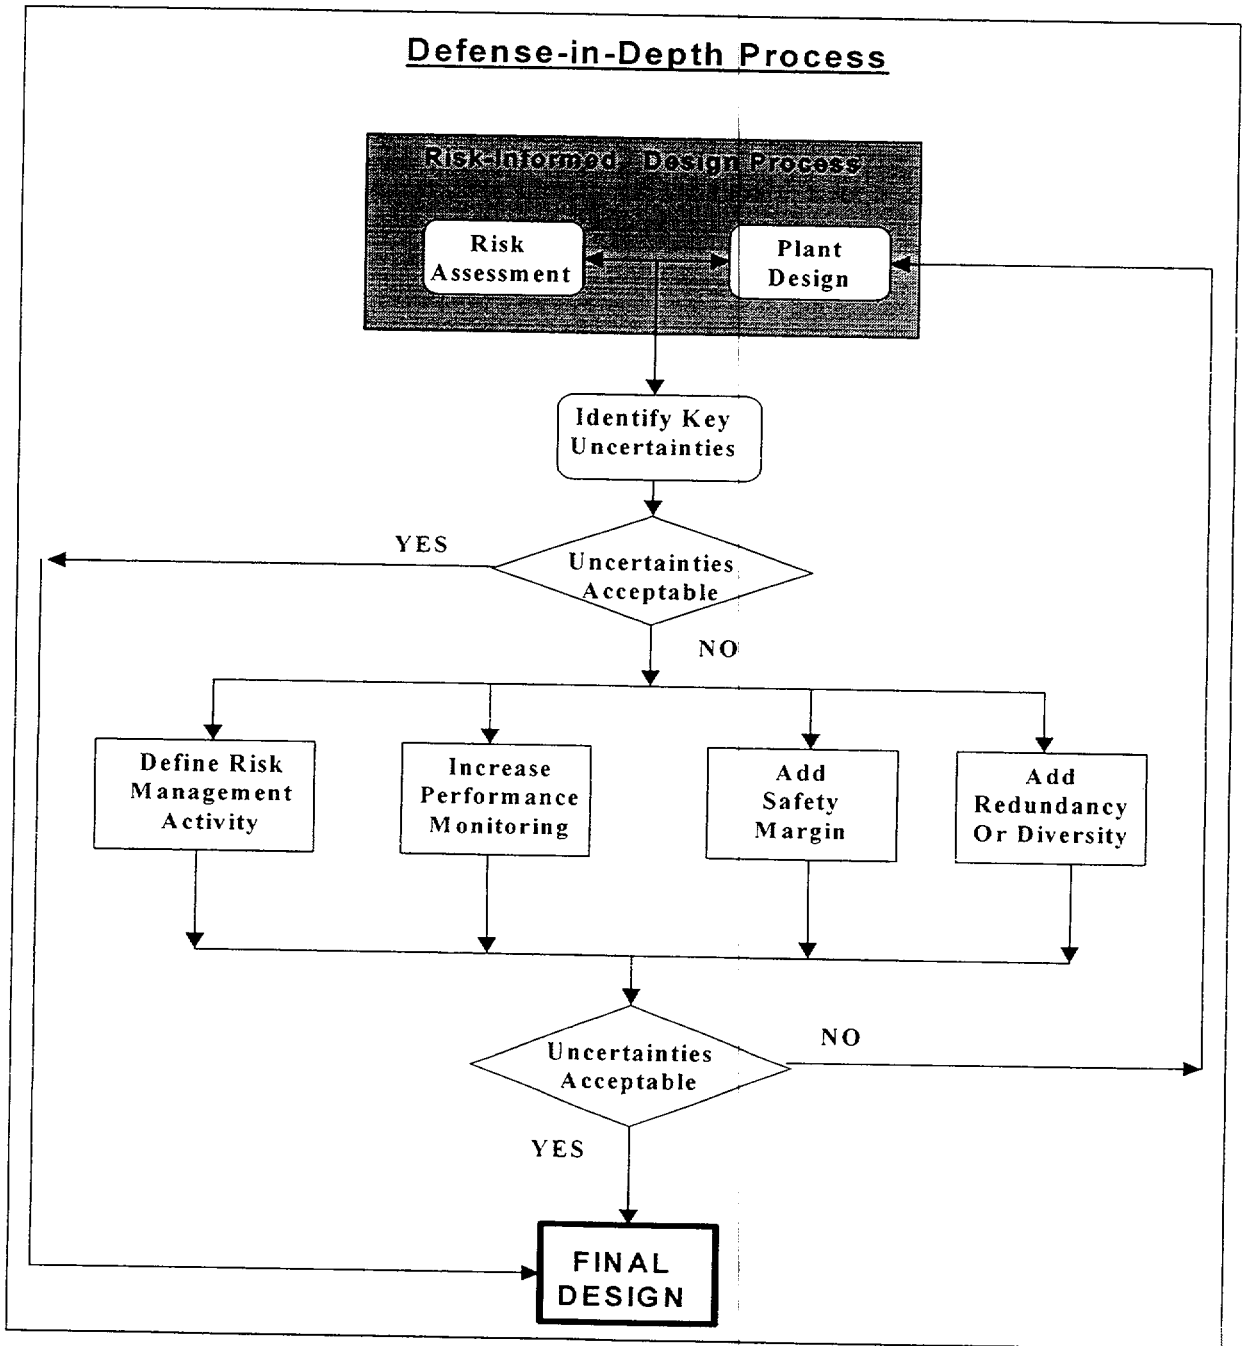 Defense-in-Depth Process
Risk-Informed Design Process
Risk
Assessment
Plant
Design
Identify Key
Uncertainties
YES
Uncertainties
Acceptable
NO
Define Risk
Management
Activity
Increase
Performance
Monitoring
Add
Safety
Margin
Add
Redundancy
Or Diversity
Uncertainties
Acceptable
NO
YES
FINAL
DESIGN